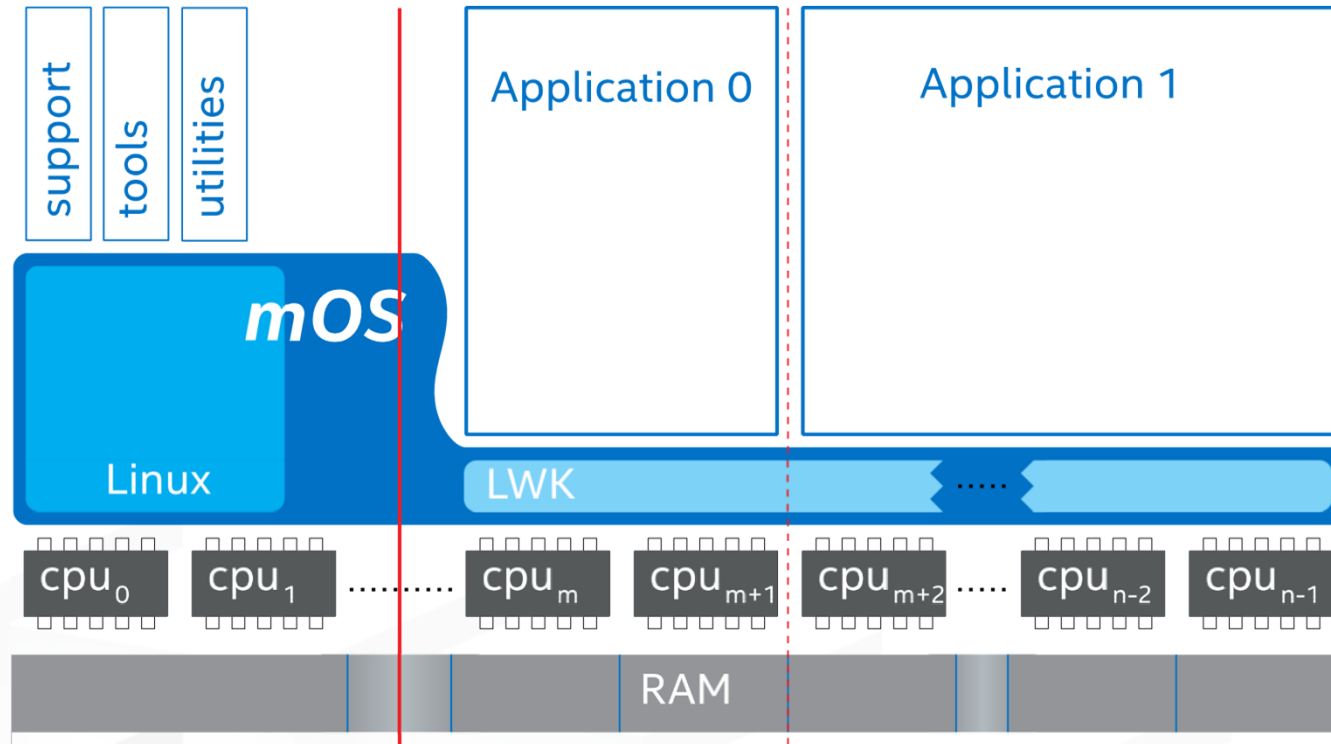 support
tools
utilities
Application 0
Application 1
mOS
Linux
LWK
.....
cpu0
cpu1
..........
cpum
cpum+1
cpum+2
.....
cpun-2
cpun-1
RAM